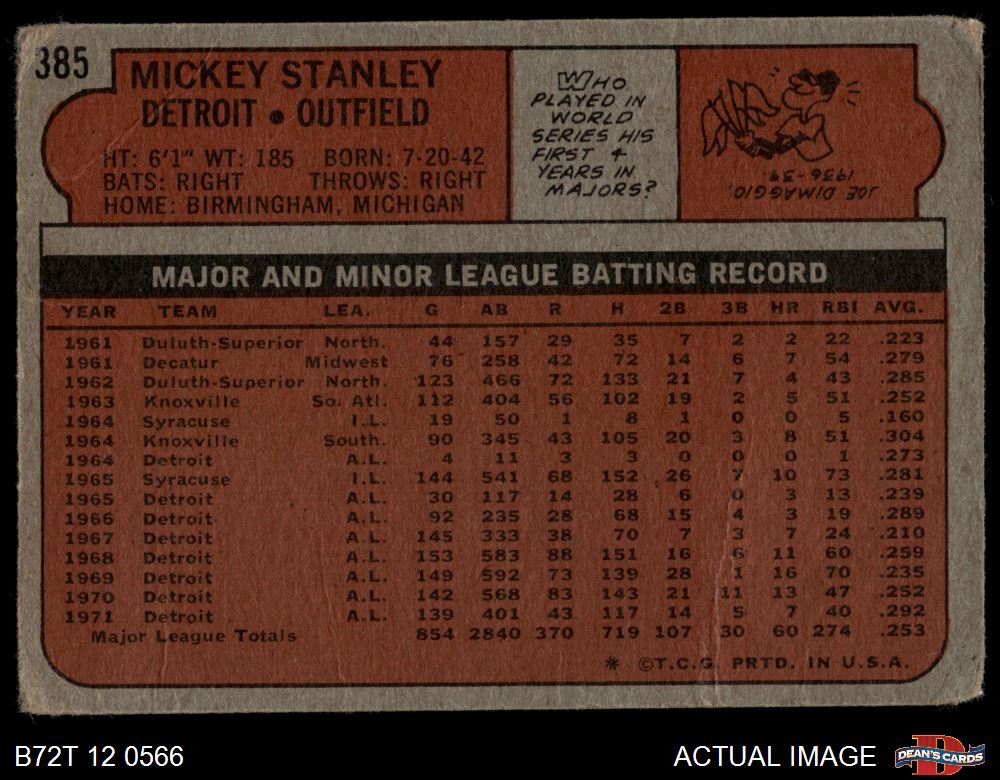 385
MICKEY STANLEY
DETROIT • OUTFIELD
HT: 6'1" WT: 185 BORN: 7-20-42
BATS: RIGHT THROWS: RIGHT
HOME: BIRMINGHAM, MICHIGAN
WHO
PLAYED IN
WORLD
SERIES HIS
FIRST 4
YEARS IN
MAJORS?
JOE DIMAGGIO,
1936-39.
MAJOR AND MINOR LEAGUE BATTING RECORD
YEAR TEAM LEA. G AB R H 2B 3B HR RBI AVG.
1961 Duluth-Superior North. 44 157 29 35 7 2 2 22 .223
1961 Decatur Midwest 76 258 42 72 14 6 7 54 .279
1962 Duluth-Superior North. 123 466 72 133 21 7 4 43 .285
1963 Knoxville So. Atl. 112 404 56 102 19 2 5 51 .252
1964 Syracuse I.L. 19 50 1 8 1 0 0 5 .160
1964 Knoxville South. 90 345 43 105 20 3 8 51 .304
1964 Detroit A.L. 4 11 3 3 0 0 0 1 .273
1965 Syracuse I.L. 144 541 68 152 26 7 10 73 .281
1965 Detroit A.L. 30 117 14 28 6 0 3 13 .239
1966 Detroit A.L. 92 235 28 68 15 4 3 19 .289
1967 Detroit A.L. 145 333 38 70 7 3 7 24 .210
1968 Detroit A.L. 153 583 88 151 16 6 11 60 .259
1969 Detroit A.L. 149 592 73 139 28 1 16 70 .235
1970 Detroit A.L. 142 568 83 143 21 11 13 47 .252
1971 Detroit A.L. 139 401 43 117 14 5 7 40 .292
Major League Totals 854 2840 370 719 107 30 60 274 .253
* ©T.C.G. PRTD. IN U.S.A.
B72T 12 0566
ACTUAL IMAGE
DEAN'S CARDS